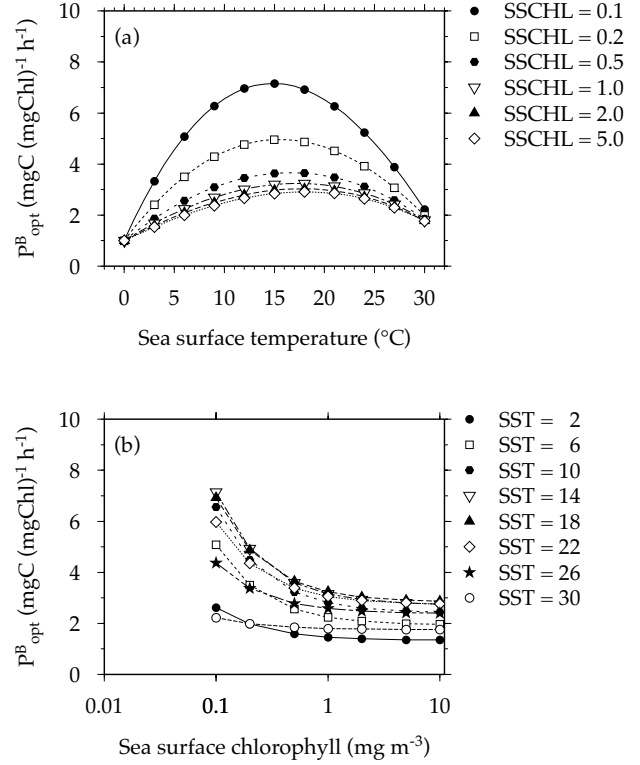 (a)
10
8
6
4
2
0
P^B_opt (mgC (mgChl)^-1 h^-1)
0 5 10 15 20 25 30
Sea surface temperature (°C)
SSCHL = 0.1
SSCHL = 0.2
SSCHL = 0.5
SSCHL = 1.0
SSCHL = 2.0
SSCHL = 5.0
(b)
10
8
6
4
2
0
P^B_opt (mgC (mgChl)^-1 h^-1)
0.01 0.1 1 10
Sea surface chlorophyll (mg m^-3)
SST = 2
SST = 6
SST = 10
SST = 14
SST = 18
SST = 22
SST = 26
SST = 30